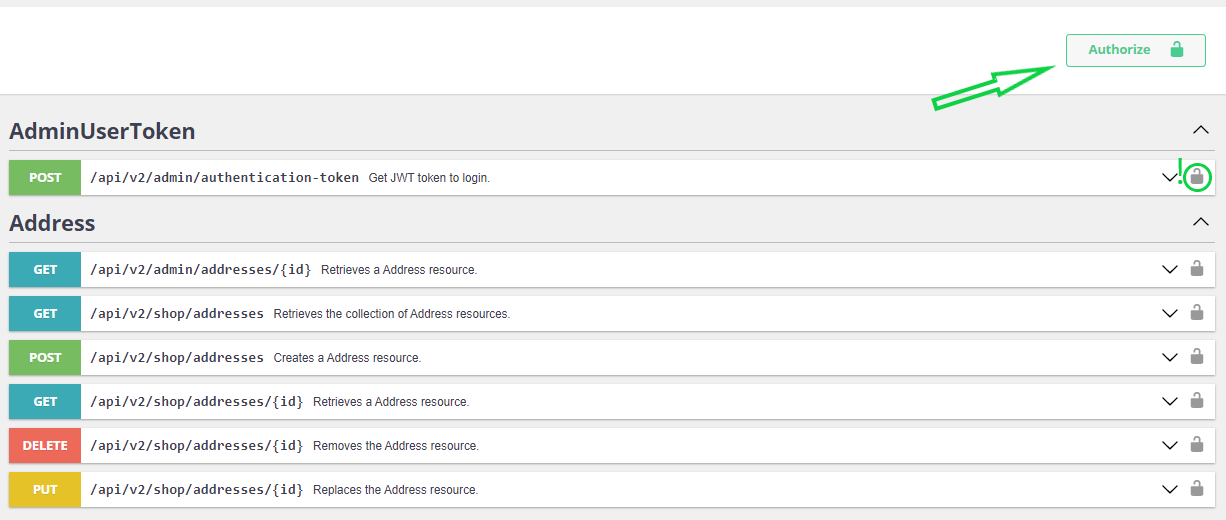 Authorize
AdminUserToken
POST /api/v2/admin/authentication-token Get JWT token to login. !
Address
GET /api/v2/admin/addresses/{id} Retrieves a Address resource.
GET /api/v2/shop/addresses Retrieves the collection of Address resources.
POST /api/v2/shop/addresses Creates a Address resource.
GET /api/v2/shop/addresses/{id} Retrieves a Address resource.
DELETE /api/v2/shop/addresses/{id} Removes the Address resource.
PUT /api/v2/shop/addresses/{id} Replaces the Address resource.